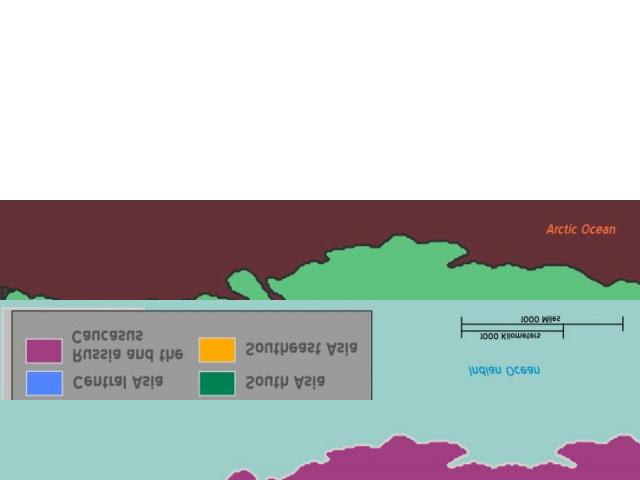 Arctic Ocean
1000 Miles
1000 Kilometers
Caucasus
Russia and the
Southeast Asia
Indian Ocean
Central Asia
South Asia